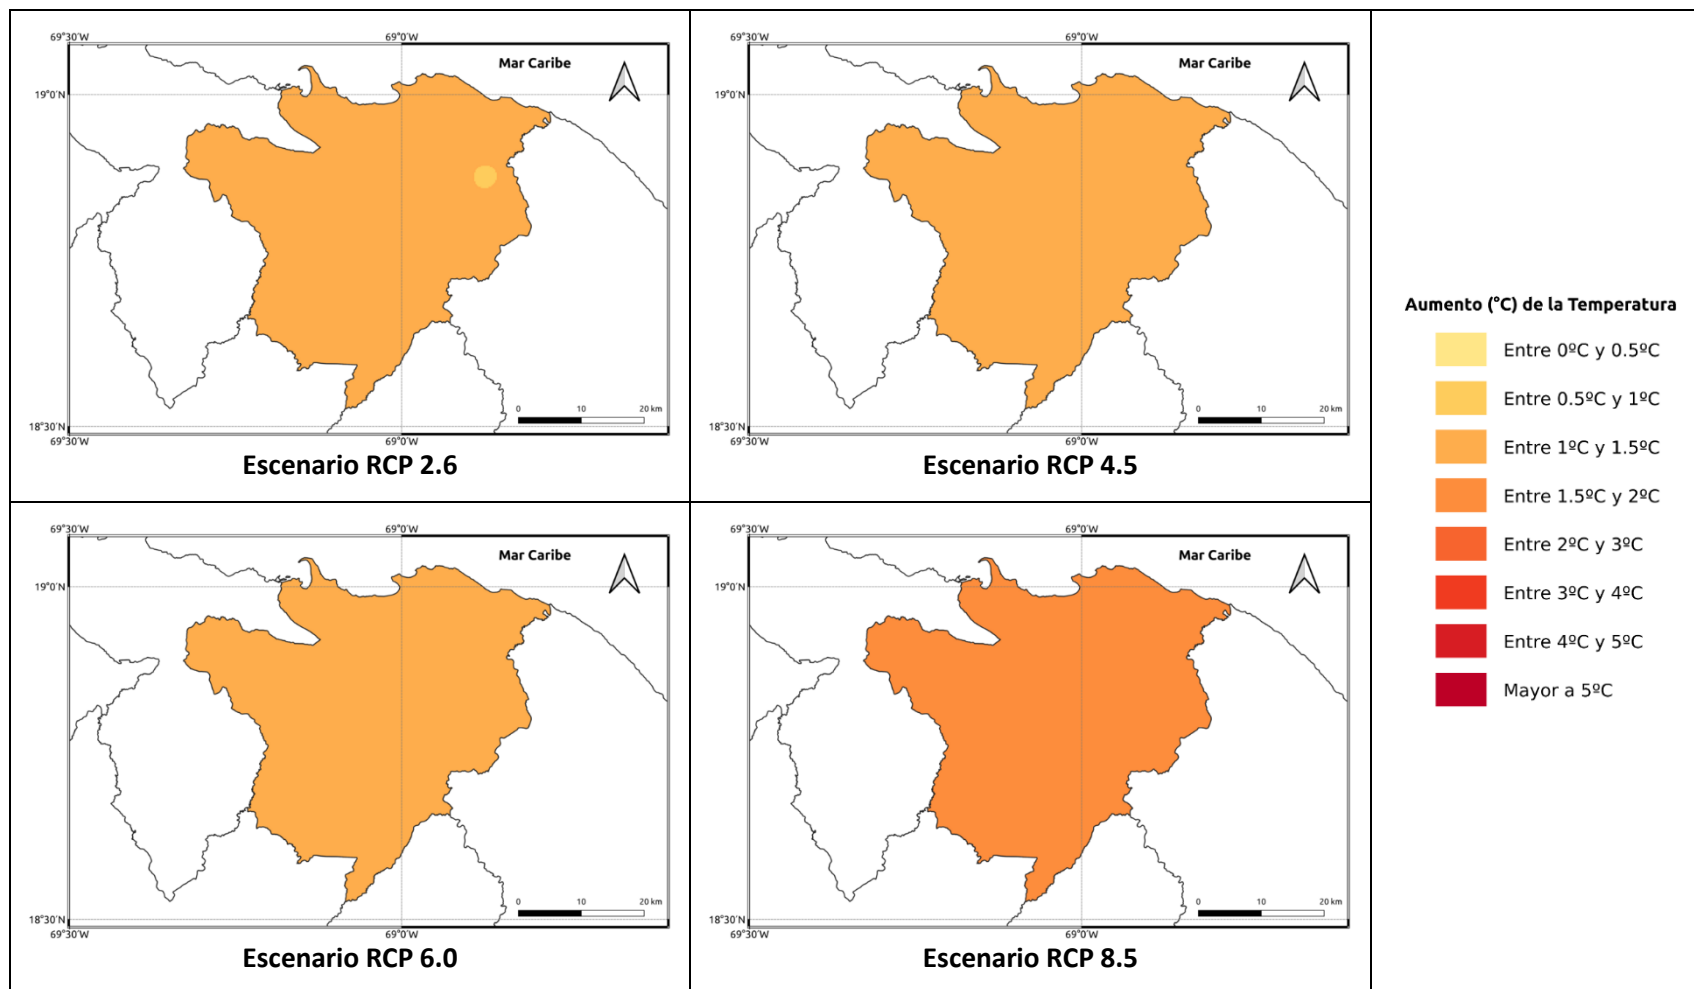 69°30'W
69°0'W
Mar Caribe
19°0'N
0 10 20 km
18°30'N
69°30'W
69°0'W
Escenario RCP 2.6
69°30'W
69°0'W
Mar Caribe
19°0'N
0 10 20 km
18°30'N
69°30'W
69°0'W
Escenario RCP 4.5
69°30'W
69°0'W
Mar Caribe
19°0'N
0 10 20 km
18°30'N
69°30'W
69°0'W
Escenario RCP 6.0
69°30'W
69°0'W
Mar Caribe
19°0'N
0 10 20 km
18°30'N
69°30'W
69°0'W
Escenario RCP 8.5
Aumento (°C) de la Temperatura
Entre 0ºC y 0.5ºC
Entre 0.5ºC y 1ºC
Entre 1ºC y 1.5ºC
Entre 1.5ºC y 2ºC
Entre 2ºC y 3ºC
Entre 3ºC y 4ºC
Entre 4ºC y 5ºC
Mayor a 5ºC